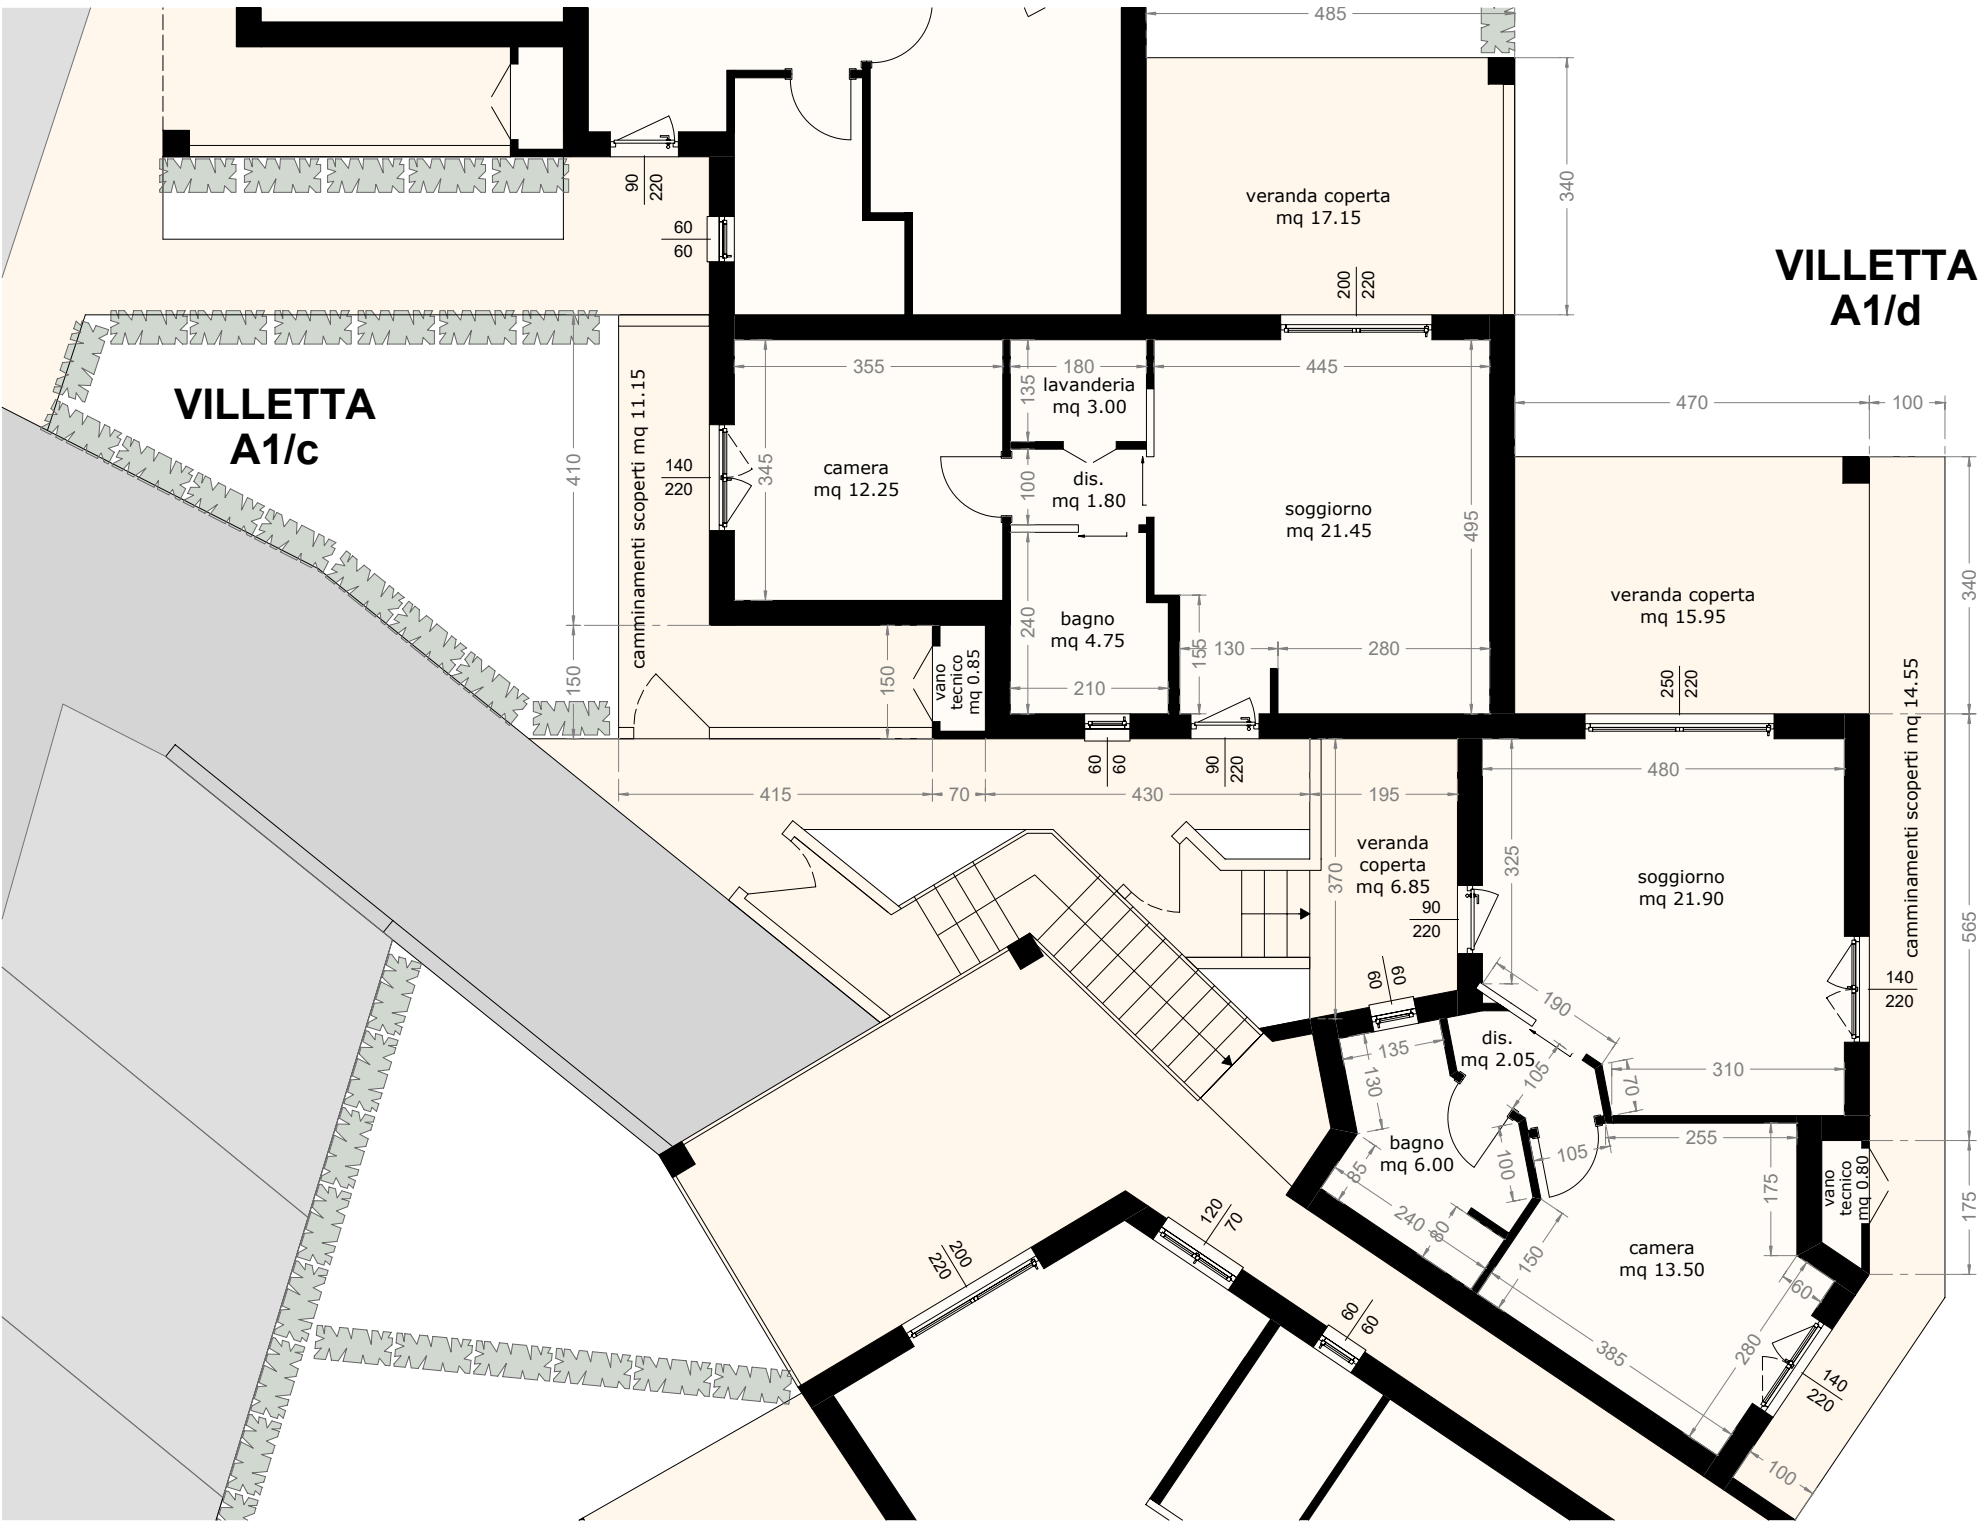 485
90
220
60
60
veranda coperta
mq 17.15
340
200
220
VILLETTA
A1/d
VILLETTA
A1/c
410
camminamenti scoperti mq 11.15
355
180
445
135
lavanderia
mq 3.00
470
100
140
220
345
camera
mq 12.25
100
dis.
mq 1.80
soggiorno
mq 21.45
495
340
veranda coperta
mq 15.95
240
bagno
mq 4.75
155
130
280
150
150
vano
tecnico
mq 0.85
210
250
220
camminamenti scoperti mq 14.55
60
60
90
220
415
70
430
195
480
370
veranda
coperta
mq 6.85
90
220
325
soggiorno
mq 21.90
565
140
220
60
60
190
135
130
dis.
mq 2.05
105
70
310
bagno
mq 6.00
85
100
105
255
175
vano
tecnico
mq 0.80
175
240
80
150
camera
mq 13.50
60
280
385
140
220
100
120
70
200
220
60
60